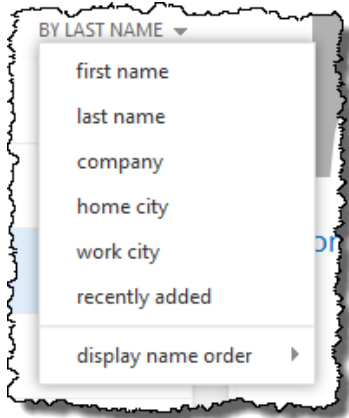 BY LAST NAME
first name
last name
company
home city
work city
recently added
display name order